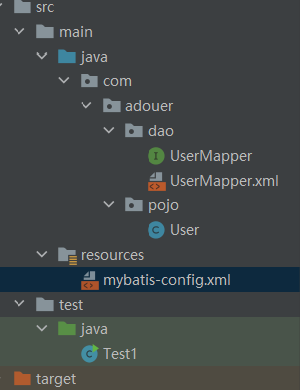 src
main
java
com
adouer
dao
UserMapper
UserMapper.xml
pojo
User
resources
mybatis-config.xml
test
java
Test1
target